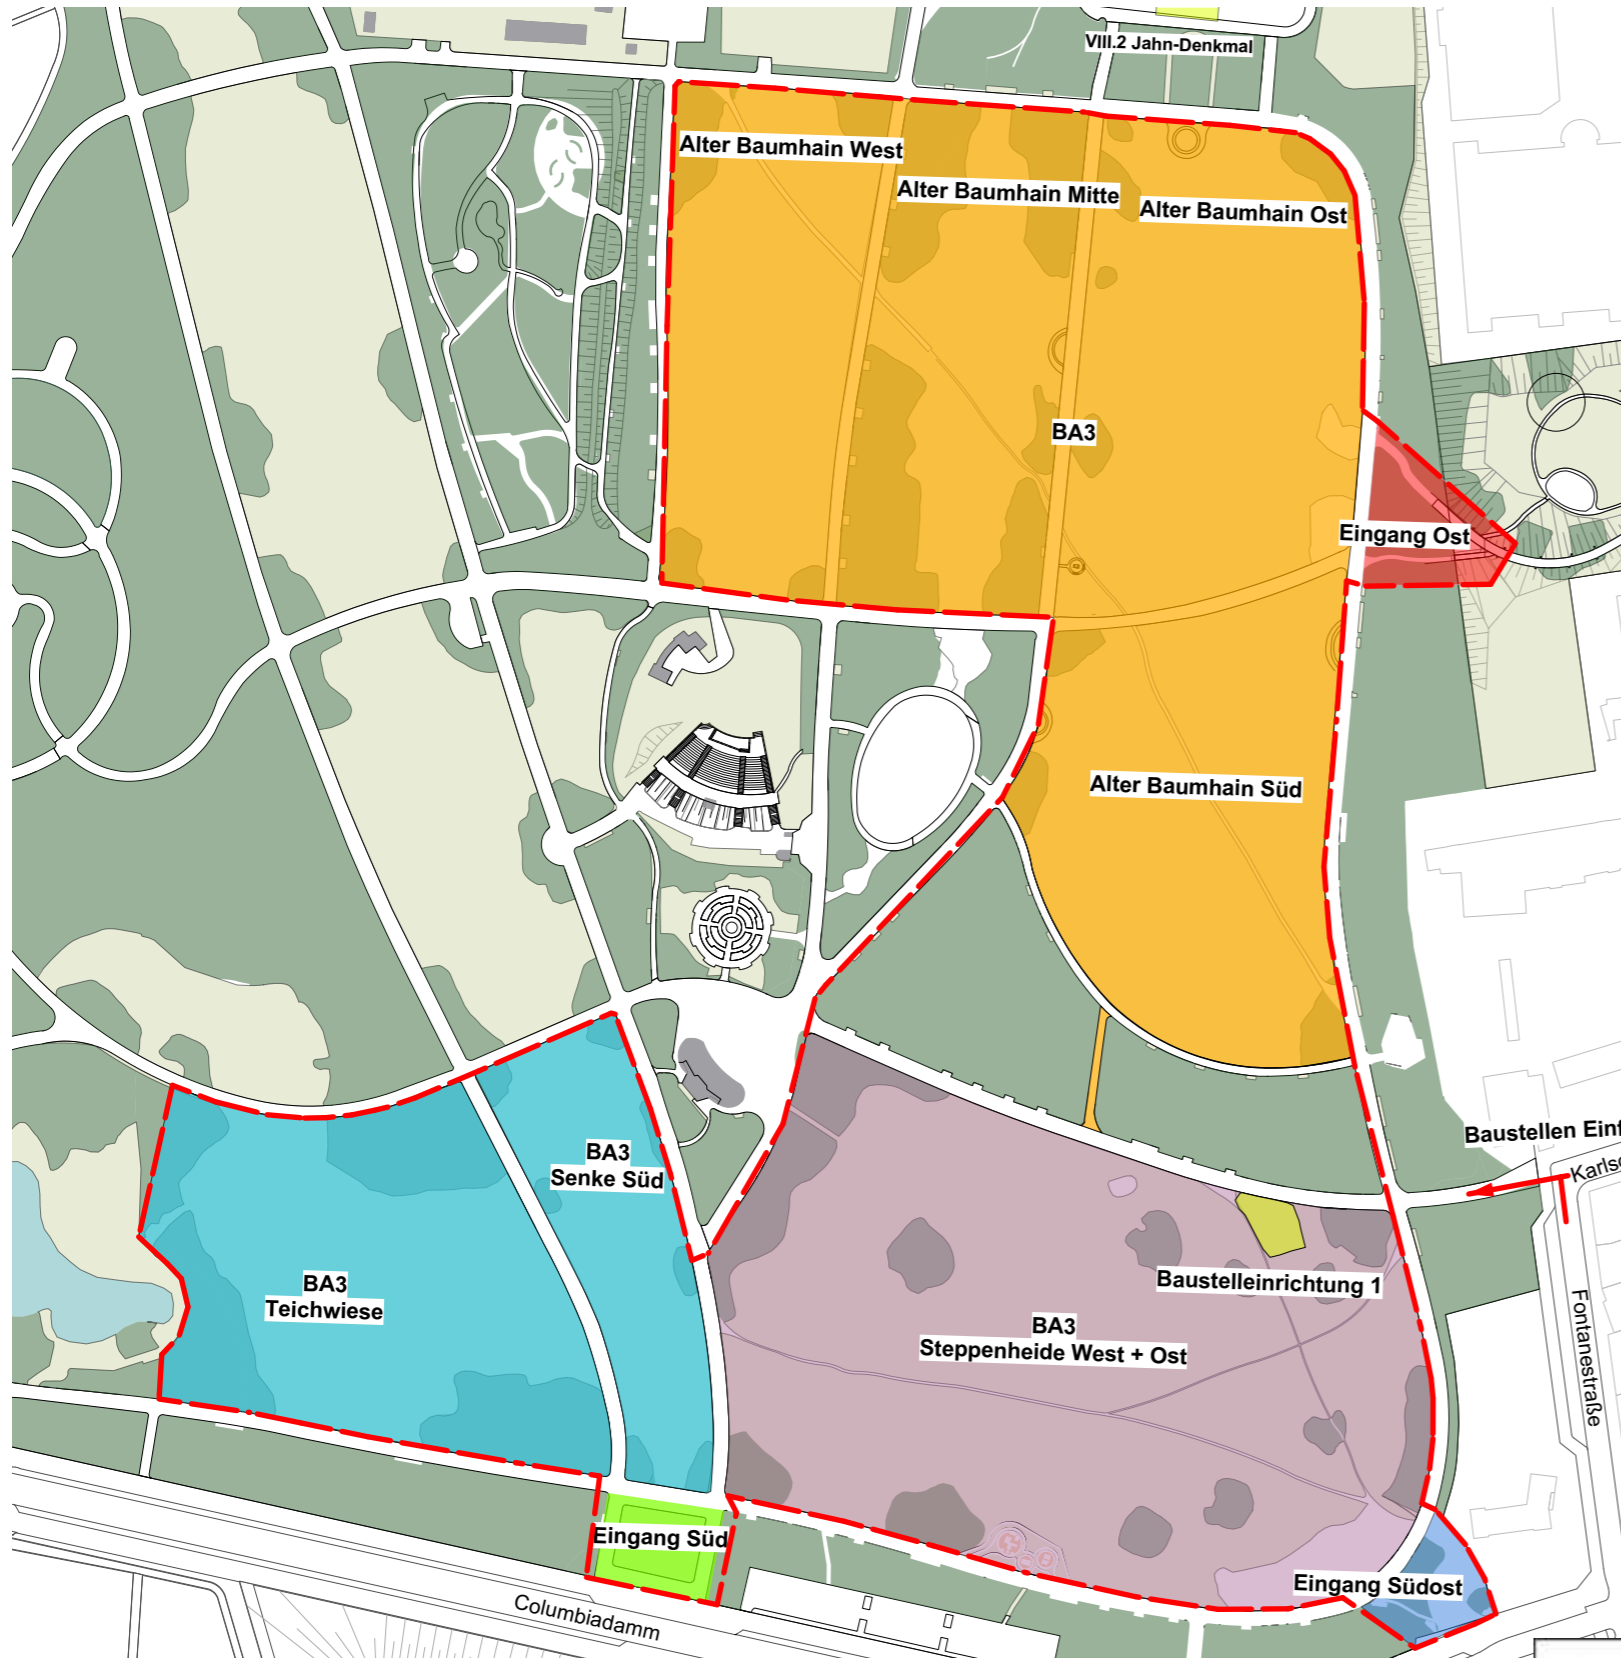 VIII.2 Jahn-Denkmal
Alter Baumhain West
Alter Baumhain Mitte
Alter Baumhain Ost
BA3
Eingang Ost
Alter Baumhain Süd
Baustellen Einf
Karlsg
BA3
Senke Süd
BA3
Teichwiese
Baustelleinrichtung 1
BA3
Steppenheide West + Ost
Fontanestraße
Eingang Süd
Eingang Südost
Columbiadamm